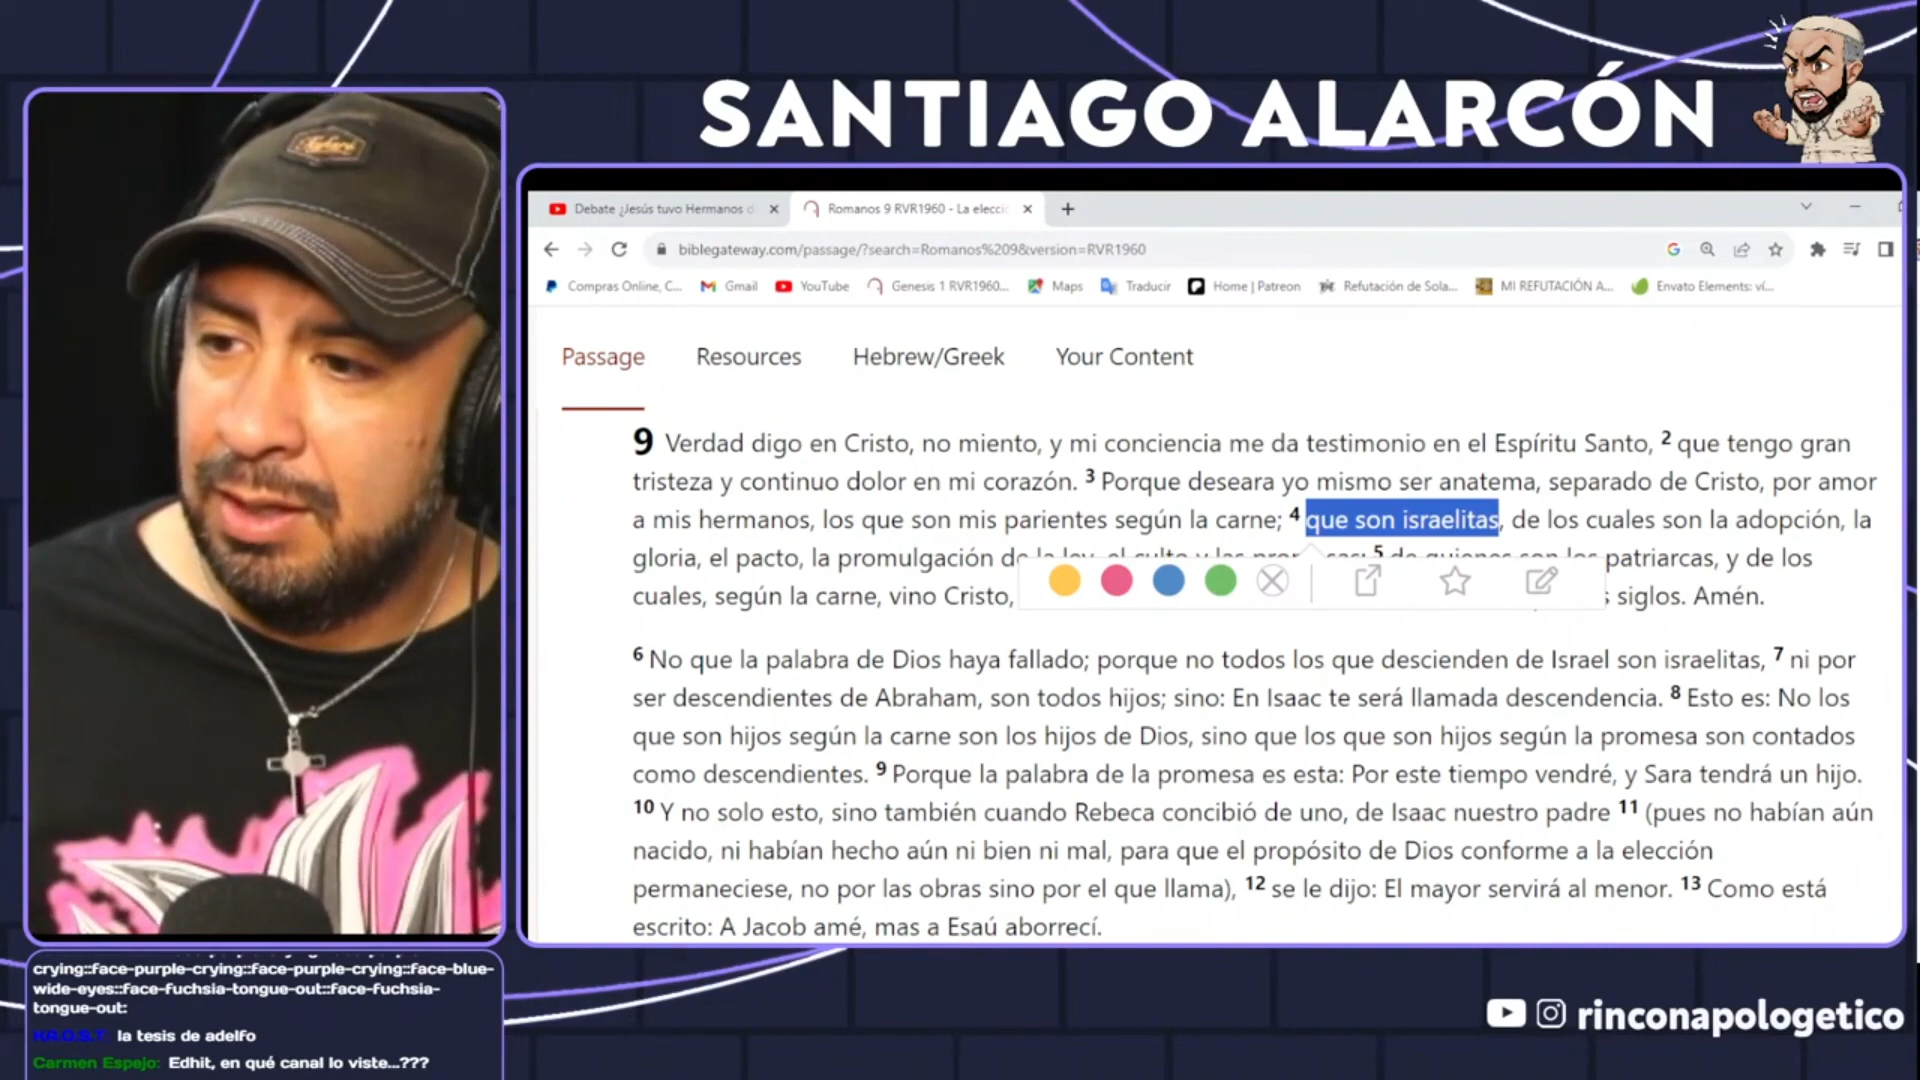 SANTIAGO ALARCÓN
Debate ¿Jesús tuvo Hermanos d
Romanos 9 RVR1960 - La elecci
biblegateway.com/passage/?search=Romanos%209&version=RVR1960
Compras Online, C... Gmail YouTube Genesis 1 RVR1960... Maps Traducir Home | Patreon Refutación de Sola... MI REFUTACIÓN A... Envato Elements: ví...
Passage Resources Hebrew/Greek Your Content
9 Verdad digo en Cristo, no miento, y mi conciencia me da testimonio en el Espíritu Santo, 2 que tengo gran
tristeza y continuo dolor en mi corazón. 3 Porque deseara yo mismo ser anatema, separado de Cristo, por amor
a mis hermanos, los que son mis parientes según la carne; 4 que son israelitas, de los cuales son la adopción, la
gloria, el pacto, la promulgación de la ley, el culto y las promesas; 5 de quienes son los patriarcas, y de los
cuales, según la carne, vino Cristo, siglos. Amén.
6 No que la palabra de Dios haya fallado; porque no todos los que descienden de Israel son israelitas, 7 ni por
ser descendientes de Abraham, son todos hijos; sino: En Isaac te será llamada descendencia. 8 Esto es: No los
que son hijos según la carne son los hijos de Dios, sino que los que son hijos según la promesa son contados
como descendientes. 9 Porque la palabra de la promesa es esta: Por este tiempo vendré, y Sara tendrá un hijo.
10 Y no solo esto, sino también cuando Rebeca concibió de uno, de Isaac nuestro padre 11 (pues no habían aún
nacido, ni habían hecho aún ni bien ni mal, para que el propósito de Dios conforme a la elección
permaneciese, no por las obras sino por el que llama), 12 se le dijo: El mayor servirá al menor. 13 Como está
escrito: A Jacob amé, mas a Esaú aborrecí.
crying::face-purple-crying::face-purple-crying::face-blue-
wide-eyes::face-fuchsia-tongue-out::face-fuchsia-
tongue-out:
K.R.O.S.T: la tesis de adelfo
Carmen Espejo: Edhit, en qué canal lo viste...???
rinconapologetico